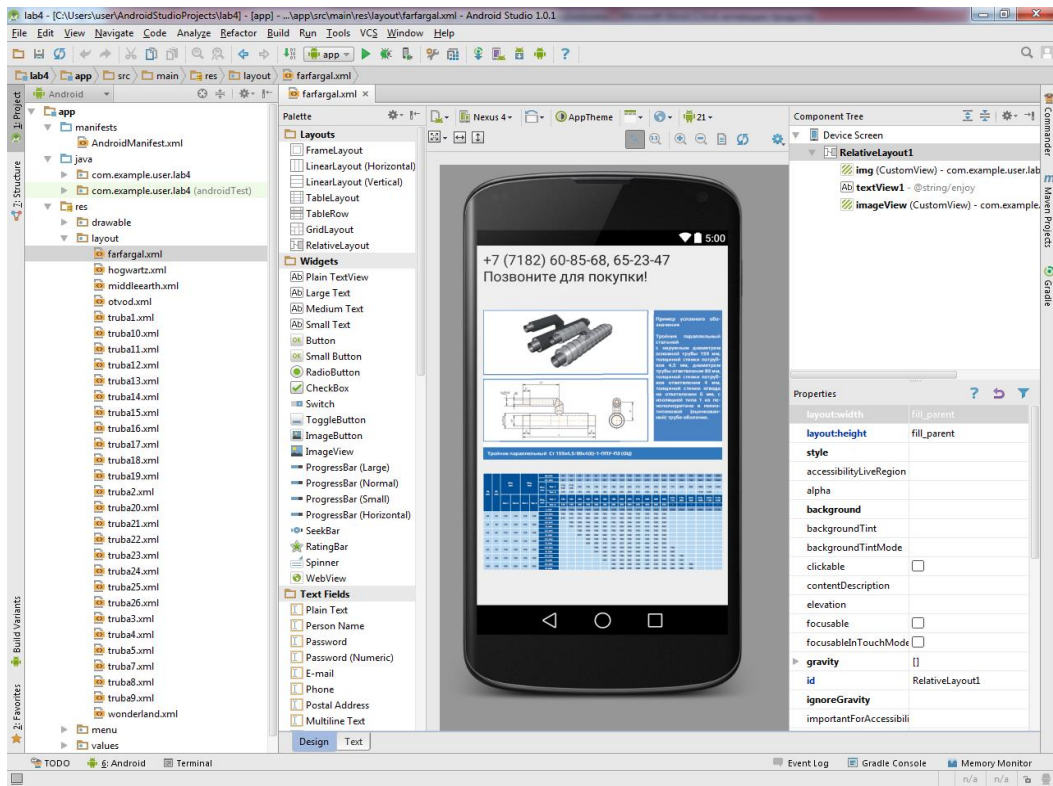 lab4 - [C:\Users\user\AndroidStudioProjects\lab4] - [app] - ...\app\src\main\res\layout\farfargal.xml - Android Studio 1.0.1
File Edit View Navigate Code Analyze Refactor Build Run Tools VCS Window Help
app
lab4 app src main res layout farfargal.xml
1: Project
7: Structure
Build Variants
2: Favorites
Android
app
manifests
AndroidManifest.xml
java
com.example.user.lab4
com.example.user.lab4 (androidTest)
res
drawable
layout
farfargal.xml
hogwartz.xml
middleearth.xml
otvod.xml
truba1.xml
truba10.xml
truba11.xml
truba12.xml
truba13.xml
truba14.xml
truba15.xml
truba16.xml
truba17.xml
truba18.xml
truba19.xml
truba2.xml
truba20.xml
truba21.xml
truba22.xml
truba23.xml
truba24.xml
truba25.xml
truba26.xml
truba3.xml
truba4.xml
truba5.xml
truba7.xml
truba8.xml
truba9.xml
wonderland.xml
menu
values
farfargal.xml
Palette
Layouts
FrameLayout
LinearLayout (Horizontal)
LinearLayout (Vertical)
TableLayout
TableRow
GridLayout
RelativeLayout
Widgets
Ab Plain TextView
Ab Large Text
Ab Medium Text
Ab Small Text
OK Button
OK Small Button
RadioButton
CheckBox
Switch
ToggleButton
ImageButton
ImageView
ProgressBar (Large)
ProgressBar (Normal)
ProgressBar (Small)
ProgressBar (Horizontal)
SeekBar
RatingBar
Spinner
WebView
Text Fields
Plain Text
Person Name
Password
Password (Numeric)
E-mail
Phone
Postal Address
Multiline Text
Design Text
Nexus 4 AppTheme 21
5:00
+7 (7182) 60-85-68, 65-23-47
Позвоните для покупки!
Пример условного обо-
значения
Component Tree
Device Screen
RelativeLayout1
img (CustomView) - com.example.user.lab
Ab textView1 - @string/enjoy
imageView (CustomView) - com.example.
Properties
layout:width fill_parent
layout:height fill_parent
style
accessibilityLiveRegion
alpha
background
backgroundTint
backgroundTintMode
clickable
contentDescription
elevation
focusable
focusableInTouchMode
gravity []
id RelativeLayout1
ignoreGravity
importantForAccessibili
Commander
Maven Projects
Gradle
TODO 6: Android Terminal Event Log Gradle Console Memory Monitor
n/a n/a